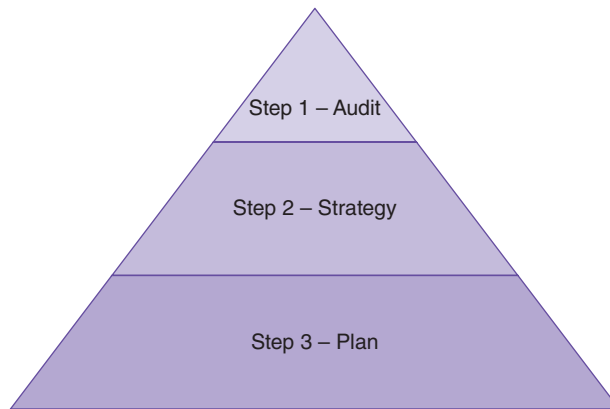 Step 1 – Audit
Step 2 – Strategy
Step 3 – Plan